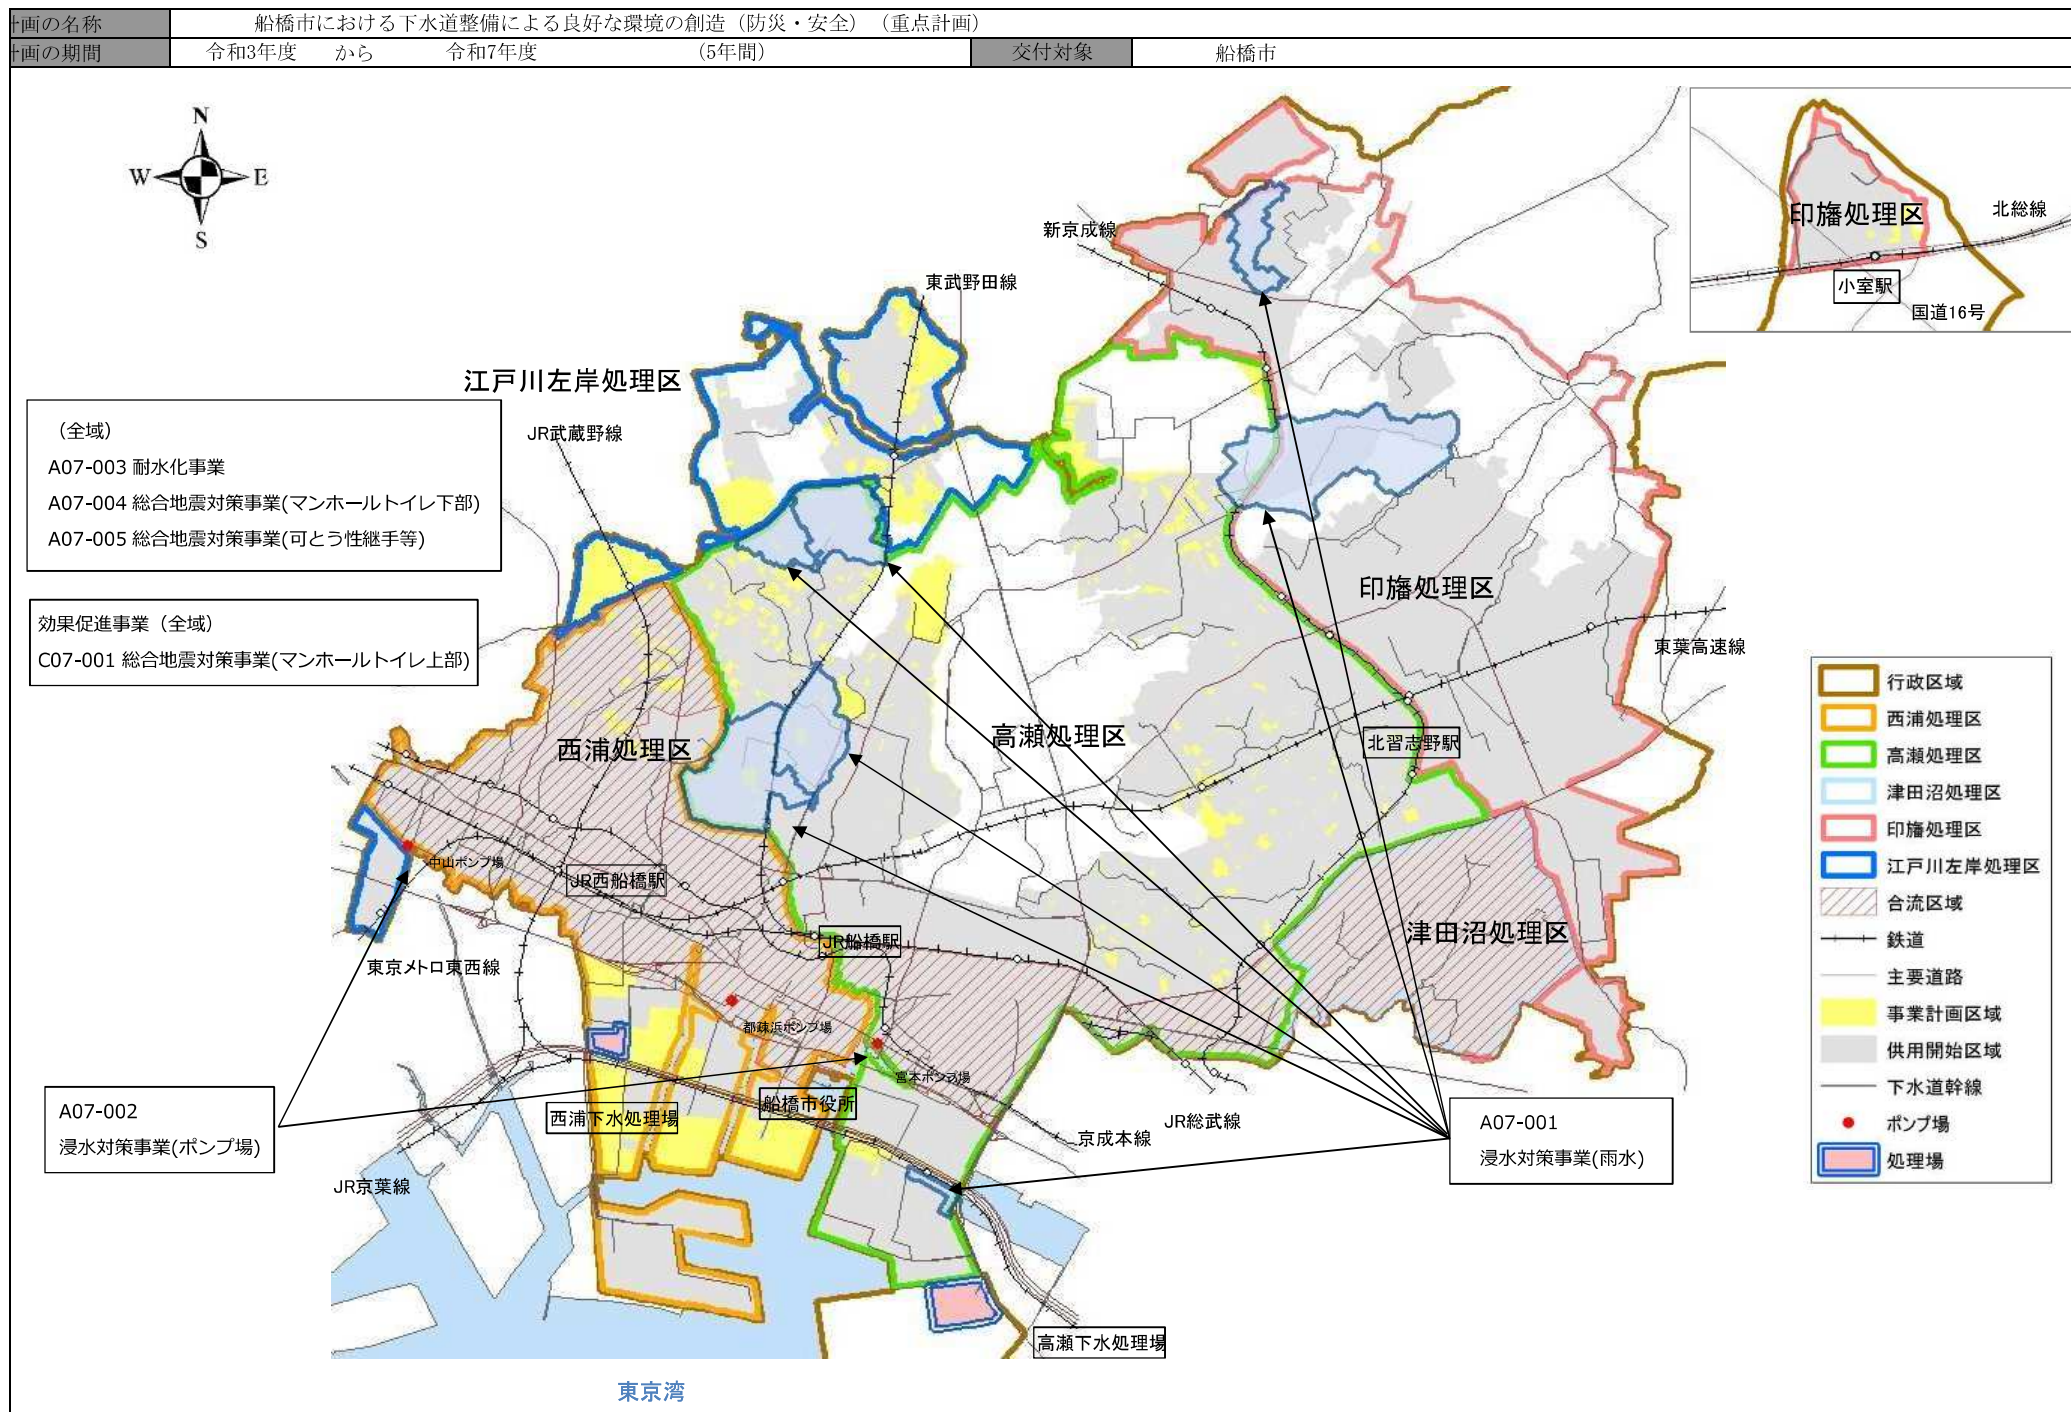 計画の名称 船橋市における下水道整備による良好な環境の創造（防災・安全）（重点計画）
計画の期間 令和3年度 から 令和7年度 (5年間) 交付対象 船橋市
N
W E
S
印旛処理区
北総線
小室駅
国道16号
新京成線
東武野田線
江戸川左岸処理区
JR武蔵野線
（全域）
A07-003 耐水化事業
A07-004 総合地震対策事業(マンホールトイレ下部)
A07-005 総合地震対策事業(可とう性継手等)
効果促進事業（全域）
C07-001 総合地震対策事業(マンホールトイレ上部)
印旛処理区
東葉高速線
西浦処理区
高瀬処理区
北習志野駅
中山ポンプ場
JR西船橋駅
JR船橋駅
津田沼処理区
東京メトロ東西線
都疎浜ポンプ場
宮本ポンプ場
船橋市役所
西浦下水処理場
JR総武線
京成本線
JR京葉線
A07-002
浸水対策事業(ポンプ場)
A07-001
浸水対策事業(雨水)
高瀬下水処理場
東京湾
行政区域
西浦処理区
高瀬処理区
津田沼処理区
印旛処理区
江戸川左岸処理区
合流区域
鉄道
主要道路
事業計画区域
供用開始区域
下水道幹線
ポンプ場
処理場